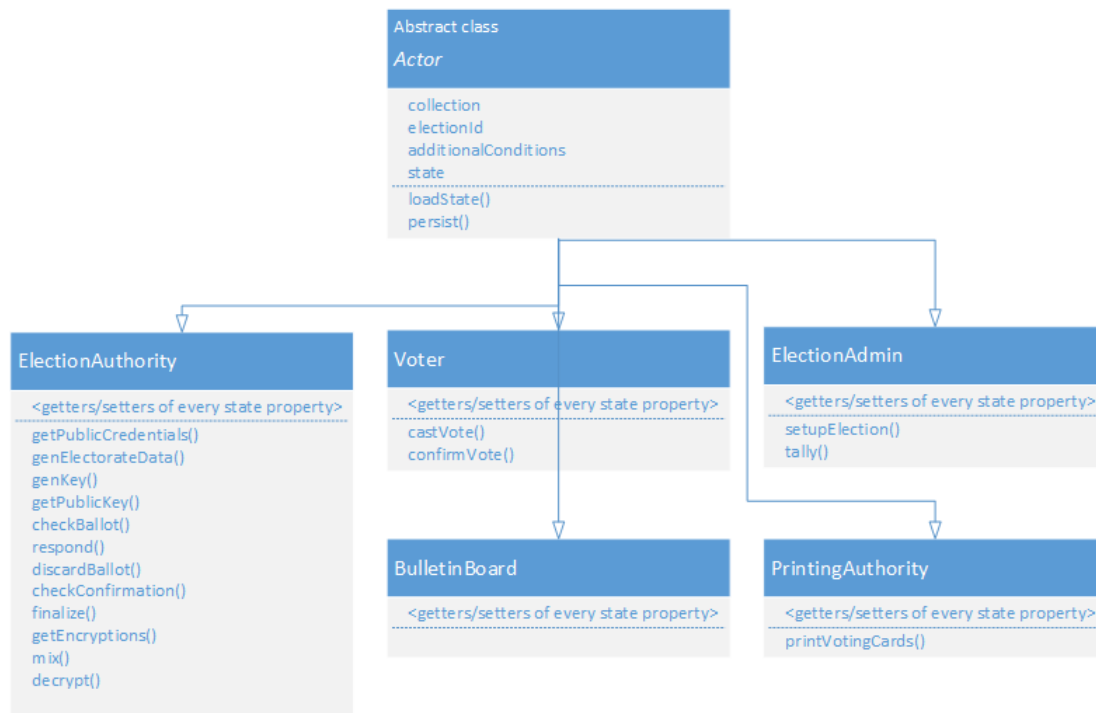 Abstract class
Actor
collection
electionId
additionalConditions
state
loadState()
persist()
ElectionAuthority
<getters/setters of every state property>
getPublicCredentials()
genElectorateData()
genKey()
getPublicKey()
checkBallot()
respond()
discardBallot()
checkConfirmation()
finalize()
getEncryptions()
mix()
decrypt()
Voter
<getters/setters of every state property>
castVote()
confirmVote()
ElectionAdmin
<getters/setters of every state property>
setupElection()
tally()
BulletinBoard
<getters/setters of every state property>
PrintingAuthority
<getters/setters of every state property>
printVotingCards()